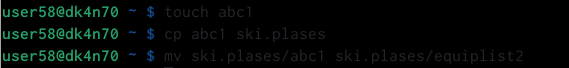 user58@dk4n70 ~ $ touch abc1
user58@dk4n70 ~ $ cp abc1 ski.plases
user58@dk4n70 ~ $ mv ski.plases/abc1 ski.plases/equiplist2